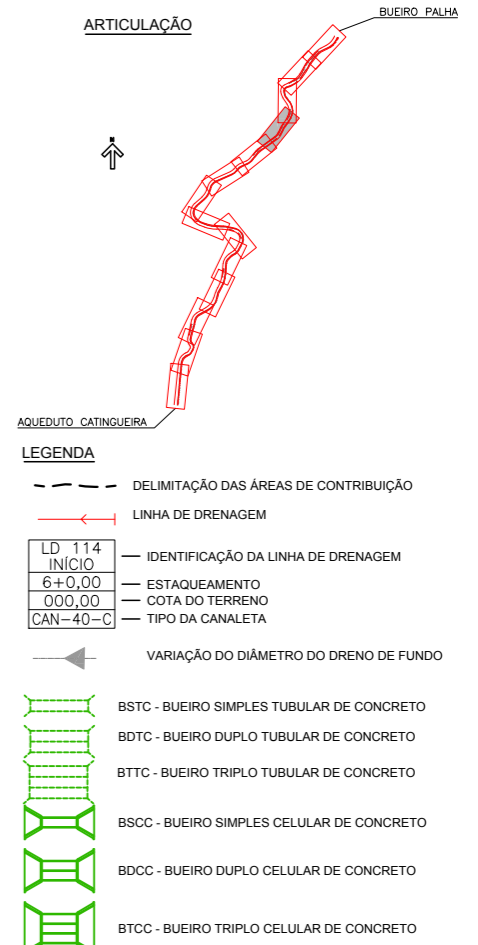 BUEIRO PALHA
ARTICULAÇÃO
N
AQUEDUTO CATINGUEIRA
LEGENDA
DELIMITAÇÃO DAS ÁREAS DE CONTRIBUIÇÃO
LINHA DE DRENAGEM
LD 114
INÍCIO
IDENTIFICAÇÃO DA LINHA DE DRENAGEM
6+0,00
ESTAQUEAMENTO
000,00
COTA DO TERRENO
CAN-40-C
TIPO DA CANALETA
VARIAÇÃO DO DIÂMETRO DO DRENO DE FUNDO
BSTC - BUEIRO SIMPLES TUBULAR DE CONCRETO
BDTC - BUEIRO DUPLO TUBULAR DE CONCRETO
BTTC - BUEIRO TRIPLO TUBULAR DE CONCRETO
BSCC - BUEIRO SIMPLES CELULAR DE CONCRETO
BDCC - BUEIRO DUPLO CELULAR DE CONCRETO
BTCC - BUEIRO TRIPLO CELULAR DE CONCRETO